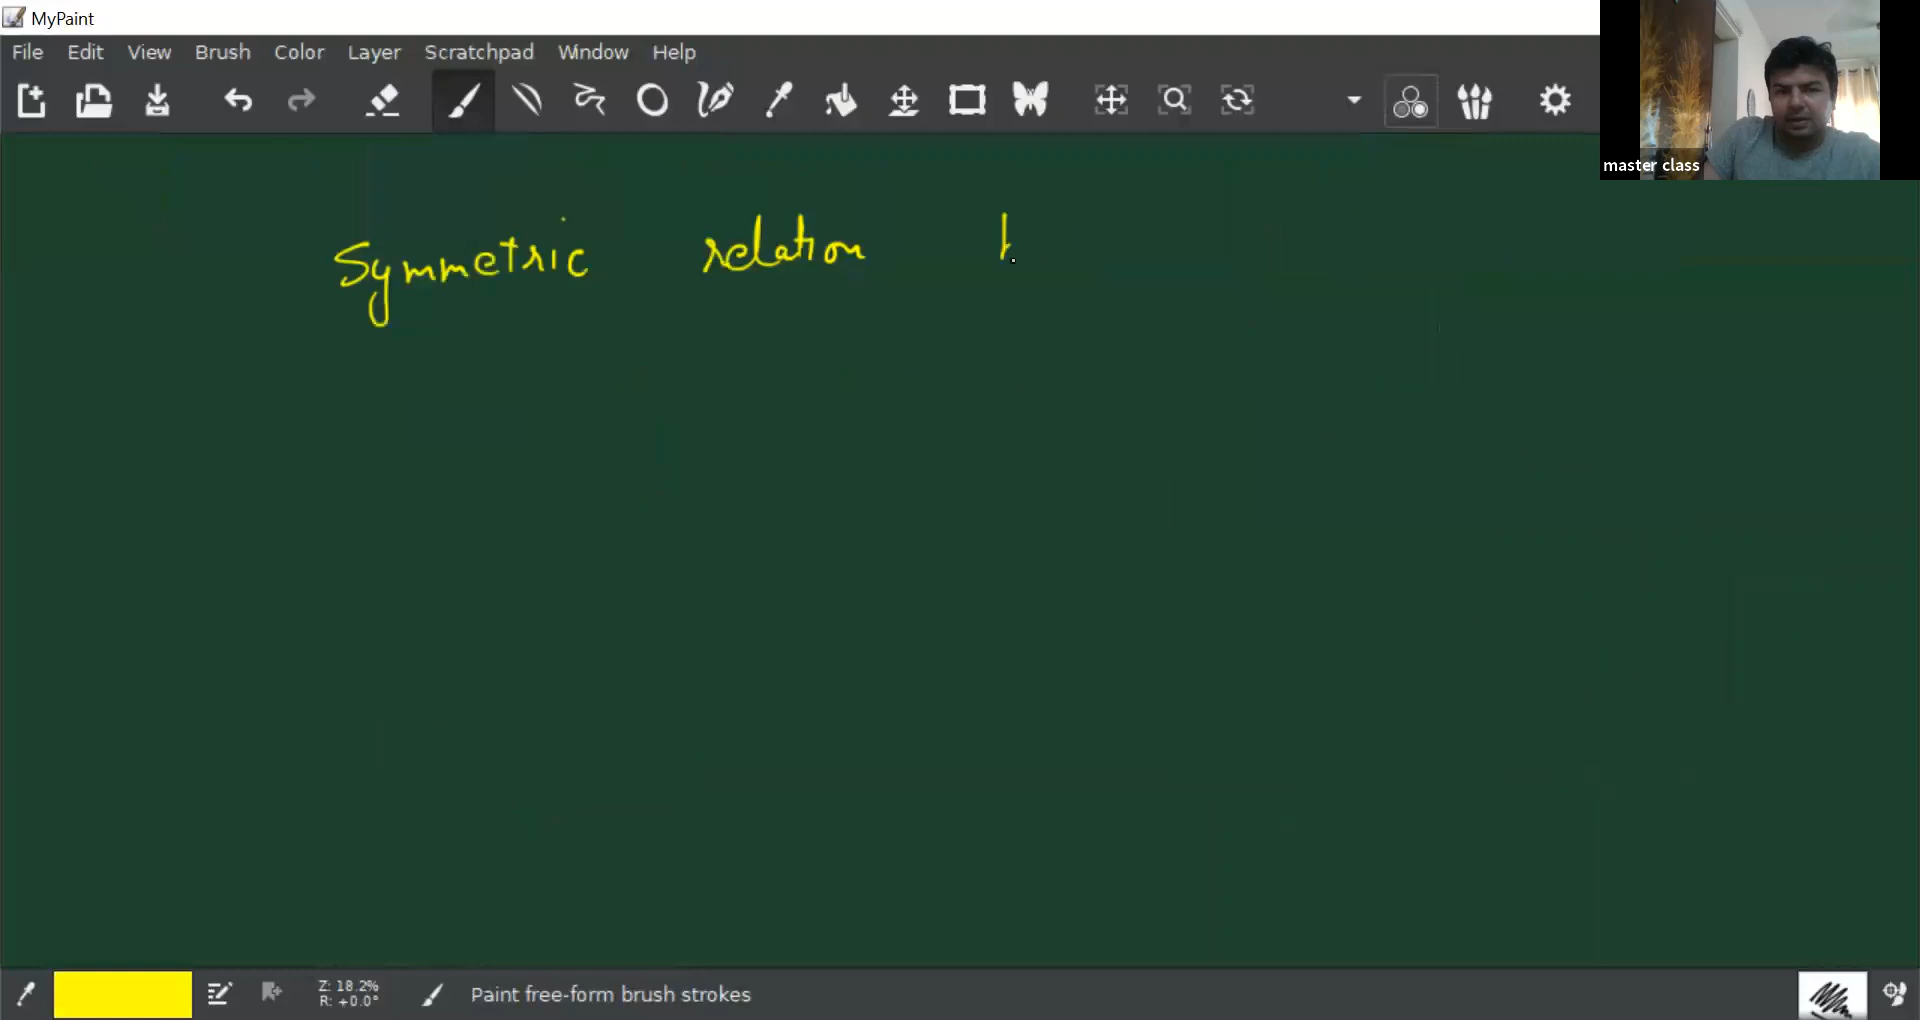 MyPaint
File Edit View Brush Color Layer Scratchpad Window Help
master class
Symmetric relation
Z: 18.2%
R: +0.0°
Paint free-form brush strokes